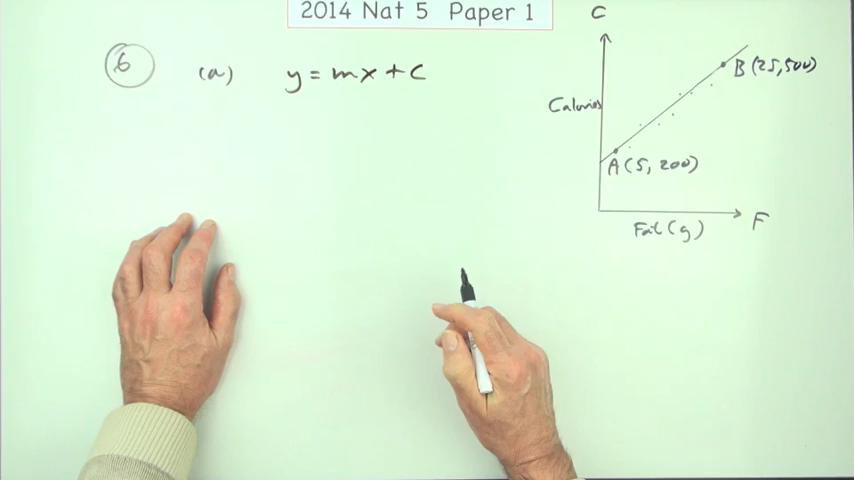 2014 Nat 5 Paper 1
6 (a) y = mx + c
C
Calories
B (25,500)
A (5, 200)
F
Fat (g)